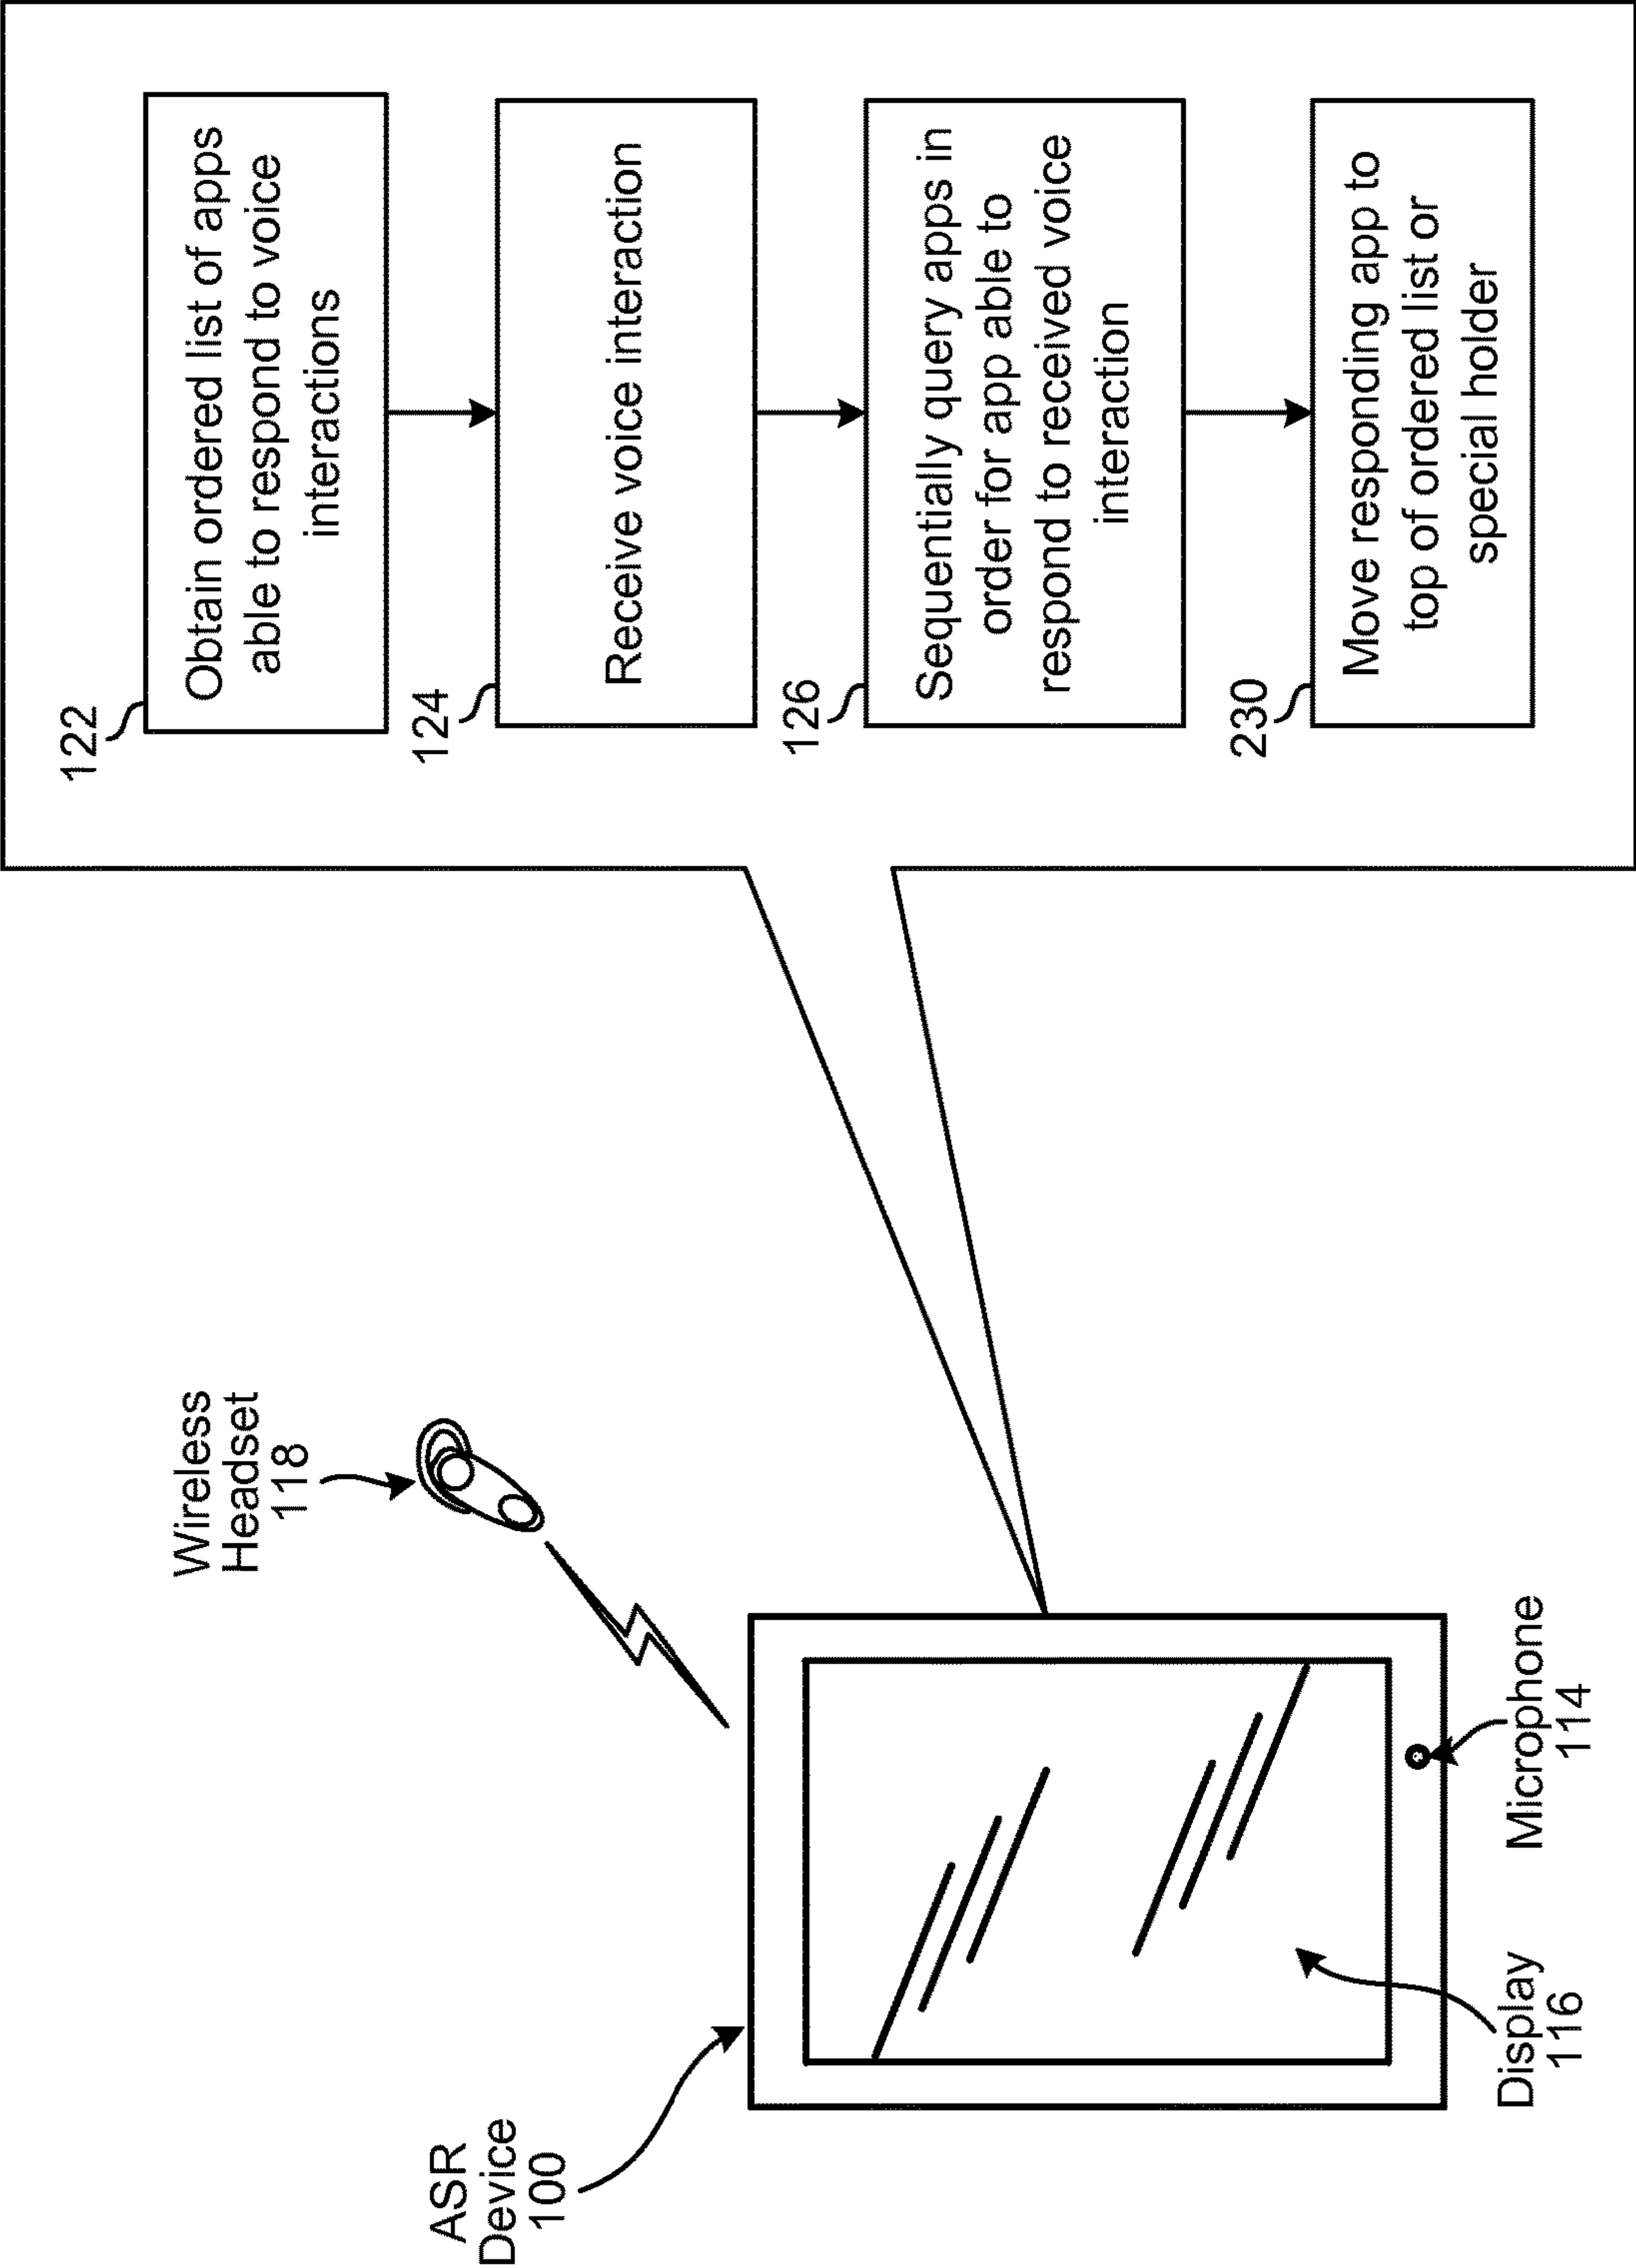 122
Obtain ordered list of apps
able to respond to voice
interactions
124
Receive voice interaction
126
Sequentially query apps in
order for app able to
respond to received voice
interaction
230
Move responding app to
top of ordered list or
special holder
Wireless
Headset
118
ASR
Device
100
Display
116
Microphone
114